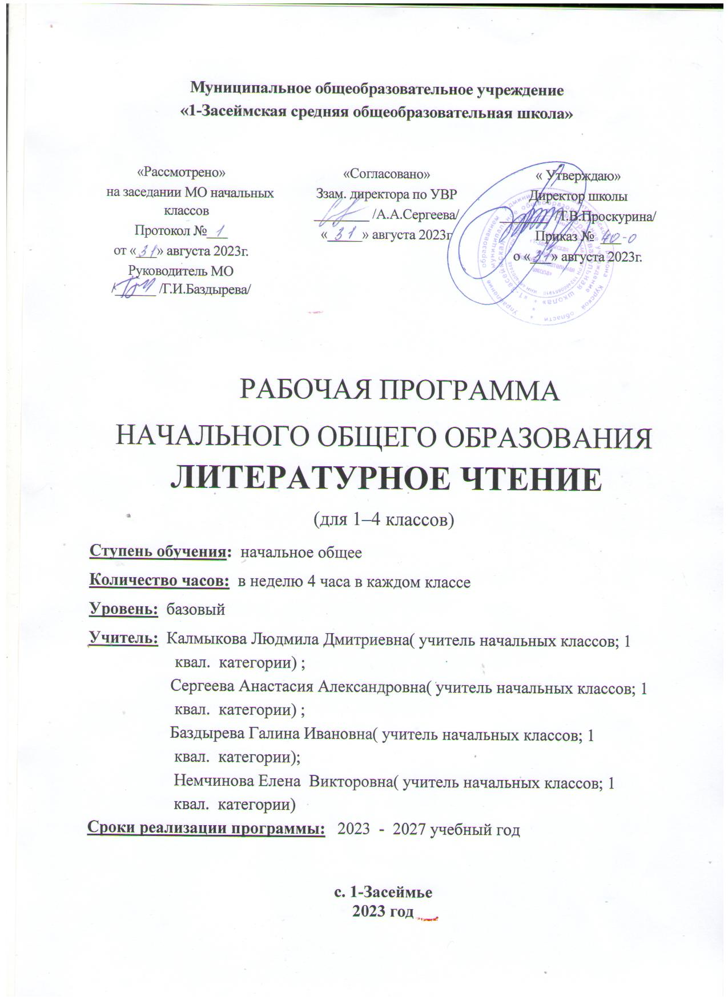 Муниципальное общеобразовательное учреждение
«1-Засеймская средняя общеобразовательная школа»
«Рассмотрено»
на заседании МО начальных
классов
Протокол № 1
от «31» августа 2023г.
Руководитель МО
/Г.И.Баздырева/
«Согласовано»
Ззам. директора по УВР
/А.А.Сергеева/
«31» августа 2023г
« Утверждаю»
Директор школы
/Т.В.Проскурина/
Приказ № 40-о
о «31» августа 2023г.
РАБОЧАЯ ПРОГРАММА
НАЧАЛЬНОГО ОБЩЕГО ОБРАЗОВАНИЯ
ЛИТЕРАТУРНОЕ ЧТЕНИЕ
(для 1–4 классов)
Ступень обучения: начальное общее
Количество часов: в неделю 4 часа в каждом классе
Уровень: базовый
Учитель: Калмыкова Людмила Дмитриевна( учитель начальных классов; 1
квал. категории) ;
Сергеева Анастасия Александровна( учитель начальных классов; 1
квал. категории) ;
Баздырева Галина Ивановна( учитель начальных классов; 1
квал. категории);
Немчинова Елена Викторовна( учитель начальных классов; 1
квал. категории)
Сроки реализации программы: 2023 - 2027 учебный год
с. 1-Засеймье
2023 год